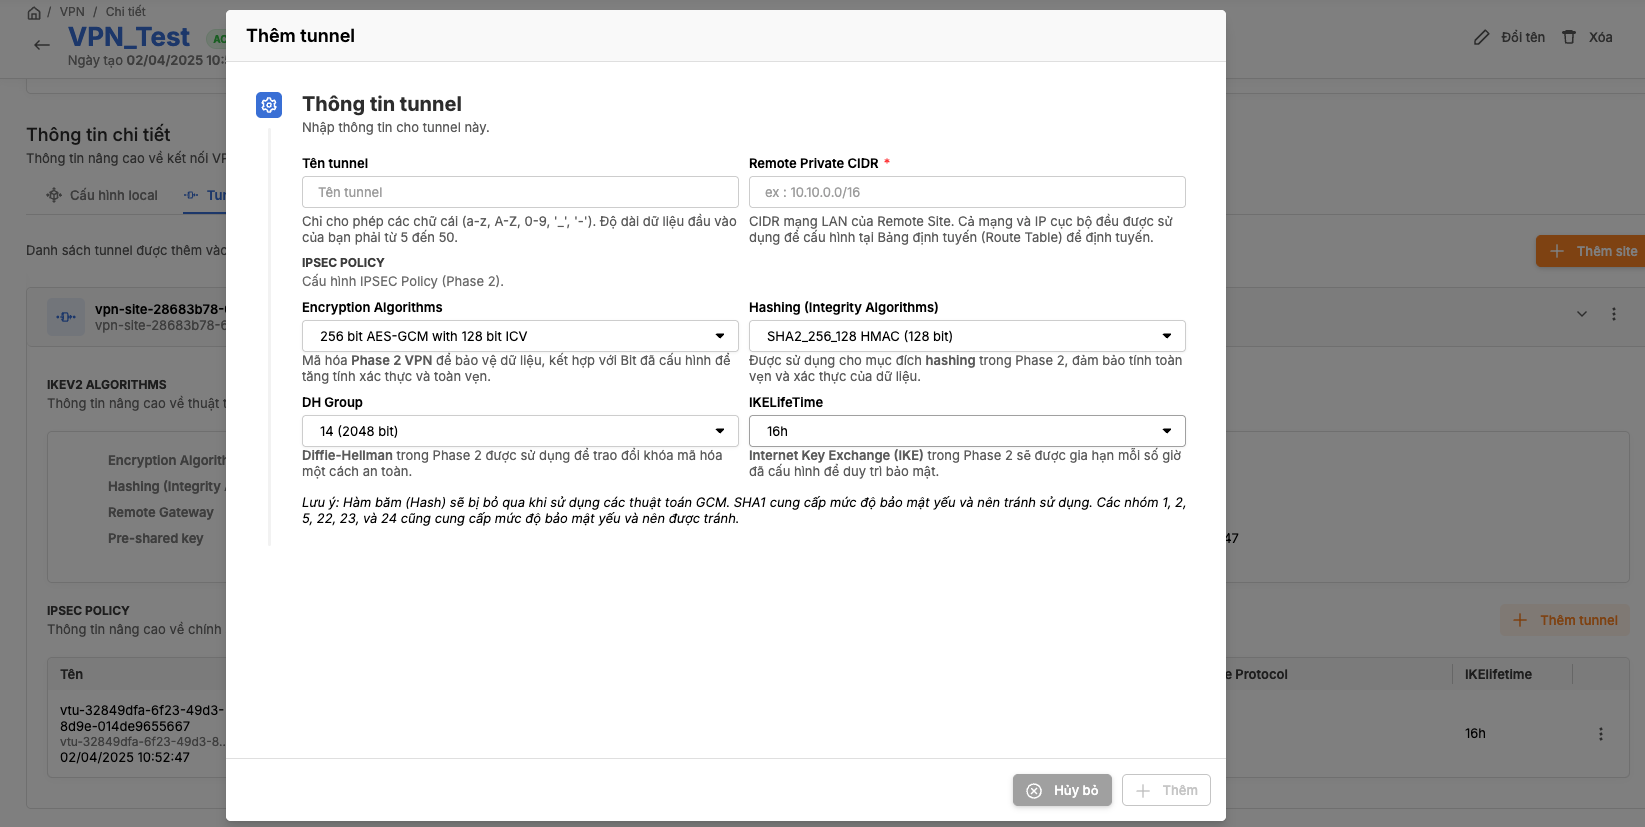 / VPN / Chi tiết
VPN_Test
Ngày tạo 02/04/2025
Đổi tên
Xóa
Thông tin chi tiết
Thông tin nâng cao về kết nối
Cấu hình local
Danh sách tunnel được thêm
Thêm site
vpn-site-28683b78-
vpn-site-28683b78-
IKEV2 ALGORITHMS
Thông tin nâng cao về thuật
Encryption
Hashing (Integrity
Remote Gateway
Pre-shared key
47
IPSEC POLICY
Thông tin nâng cao về chính
Thêm tunnel
Tên
Protocol
IKElifetime
vtu-32849dfa-6f23-49d3-
8d9e-014de9655667
vtu-32849dfa-6f23-49d3-8...
02/04/2025 10:52:47
16h
Thêm tunnel
Thông tin tunnel
Nhập thông tin cho tunnel này.
Tên tunnel
Remote Private CIDR *
Tên tunnel
ex : 10.10.0.0/16
Chỉ cho phép các chữ cái (a-z, A-Z, 0-9, '_', '-'). Độ dài dữ liệu đầu vào
của bạn phải từ 5 đến 50.
CIDR mạng LAN của Remote Site. Cả mạng và IP cục bộ đều được sử
dụng để cấu hình tại Bảng định tuyến (Route Table) để định tuyến.
IPSEC POLICY
Cấu hình IPSEC Policy (Phase 2).
Encryption Algorithms
Hashing (Integrity Algorithms)
256 bit AES-GCM with 128 bit ICV
SHA2_256_128 HMAC (128 bit)
Mã hóa Phase 2 VPN để bảo vệ dữ liệu, kết hợp với Bit đã cấu hình để
tăng tính xác thực và toàn vẹn.
Được sử dụng cho mục đích hashing trong Phase 2, đảm bảo tính toàn
vẹn và xác thực của dữ liệu.
DH Group
IKELifeTime
14 (2048 bit)
16h
Diffie-Hellman trong Phase 2 được sử dụng để trao đổi khóa mã hóa
một cách an toàn.
Internet Key Exchange (IKE) trong Phase 2 sẽ được gia hạn mỗi số giờ
đã cấu hình để duy trì bảo mật.
Lưu ý: Hàm băm (Hash) sẽ bị bỏ qua khi sử dụng các thuật toán GCM. SHA1 cung cấp mức độ bảo mật yếu và nên tránh sử dụng. Các nhóm 1, 2,
5, 22, 23, và 24 cũng cung cấp mức độ bảo mật yếu và nên được tránh.
Hủy bỏ
Thêm